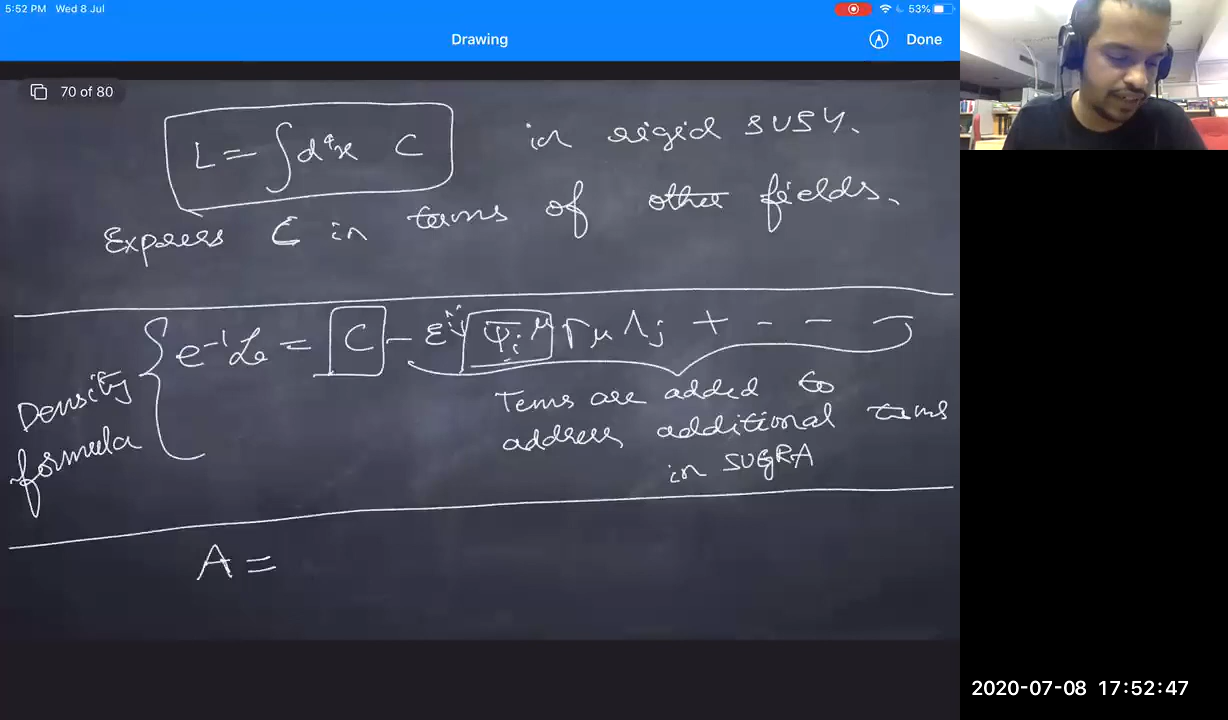 5:52 PM Wed 8 Jul
53%
Drawing
Done
70 of 80
L = ∫d⁴x C in rigid SUSY.
Express C in terms of other fields.
Density formula
e⁻¹L = C - ε^{ij} ψ̄_i^μ Γ_μ Λ_j + - - -
Terms are added to
address additional terms
in SUGRA
A =
2020-07-08 17:52:47